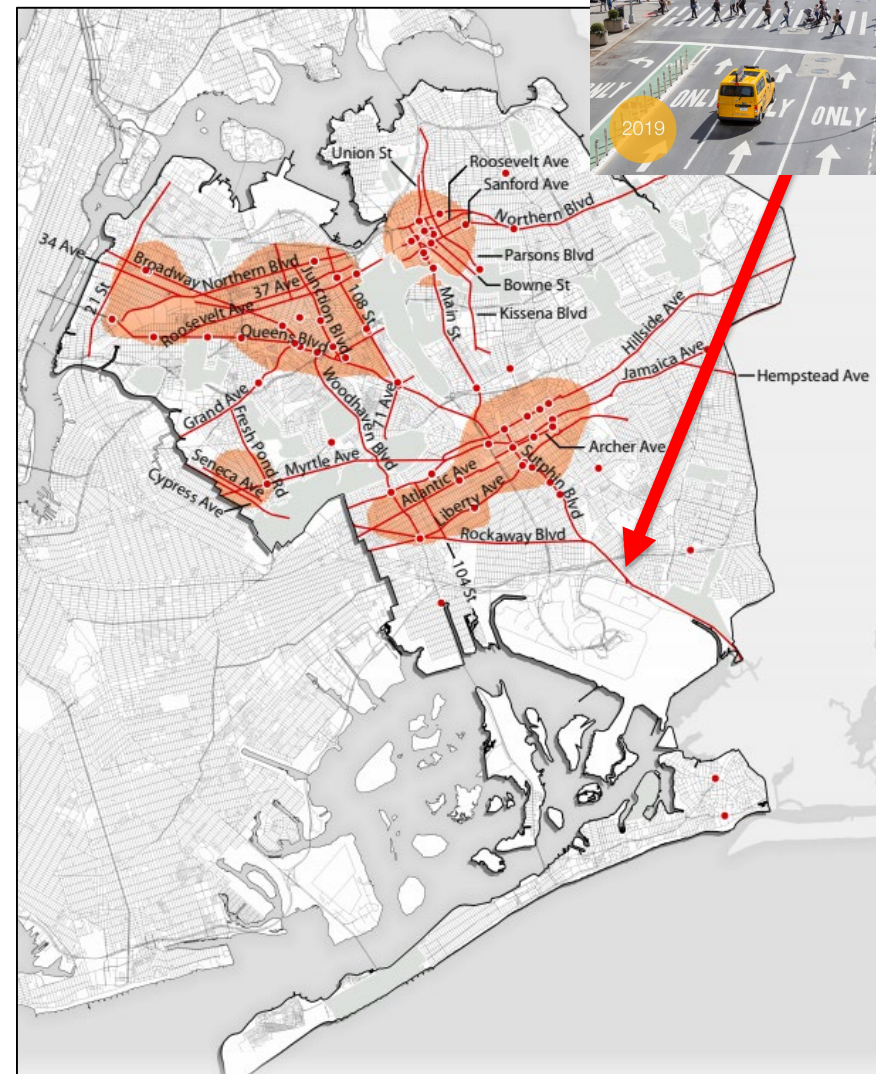 ONLY
ONLY
LY
ONLY
2019
Union St
Roosevelt Ave
Sanford Ave
Northern Blvd
34 Ave
Broadway
Northern Blvd
21 St
37 Ave
Junction Blvd
108 St
Parsons Blvd
Bowne St
Roosevelt Ave
Queens Blvd
Main St
Kissena Blvd
Hillside Ave
Jamaica Ave
Hempstead Ave
Grand Ave
Woodhaven Blvd
71 Ave
Fresh Pond Rd
Archer Ave
Seneca Ave
Myrtle Ave
Sutphin Blvd
Cypress Ave
Atlantic Ave
Liberty Ave
Rockaway Blvd
104 St